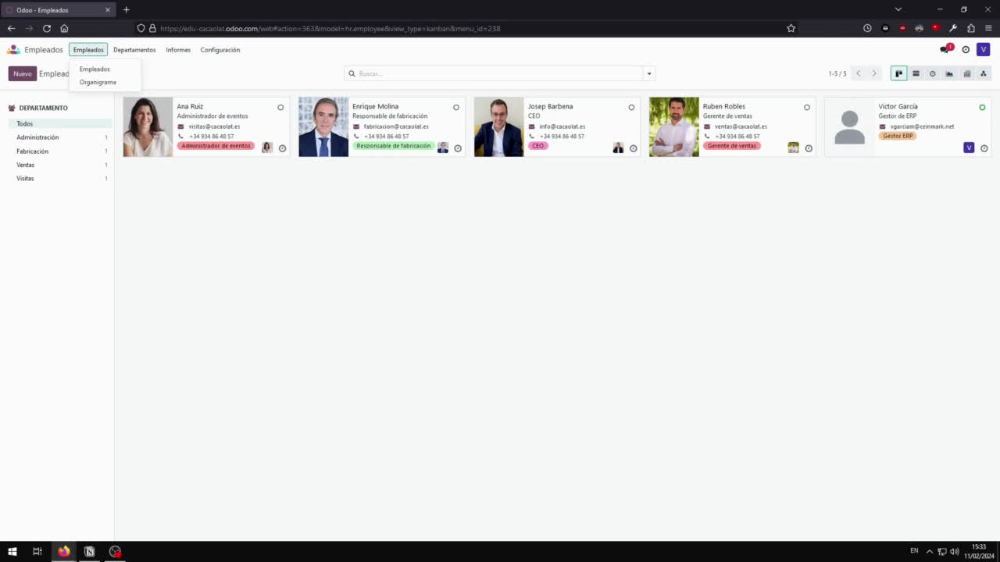 Odoo - Empleados
https://edu-cacaolat.odoo.com/web#action=363&model=hr.employee&view_type=kanban&menu_id=238
Empleados Empleados Departamentos Informes Configuración
1
V
Empleados
Organigrama
Nuevo
Buscar...
1-5 / 5
DEPARTAMENTO
Todos
Administración 1
Fabricación 1
Ventas 1
Visitas 1
Ana Ruiz
Administrador de eventos
visitas@cacaolat.es
+34 934 86 48 57
Administrador de eventos
Enrique Molina
Responsable de fabricación
fabricacion@cacaolat.es
+34 934 86 48 57
Responsable de fabricación
Josep Barbena
CEO
info@cacaolat.es
+34 934 86 48 57
CEO
Ruben Robles
Gerente de ventas
ventas@cacaolat.es
+34 934 86 48 57
Gerente de ventas
Victor García
Gestor de ERP
vgarciam@ceinmark.net
Gestor ERP
V
EN
15:33
11/02/2024